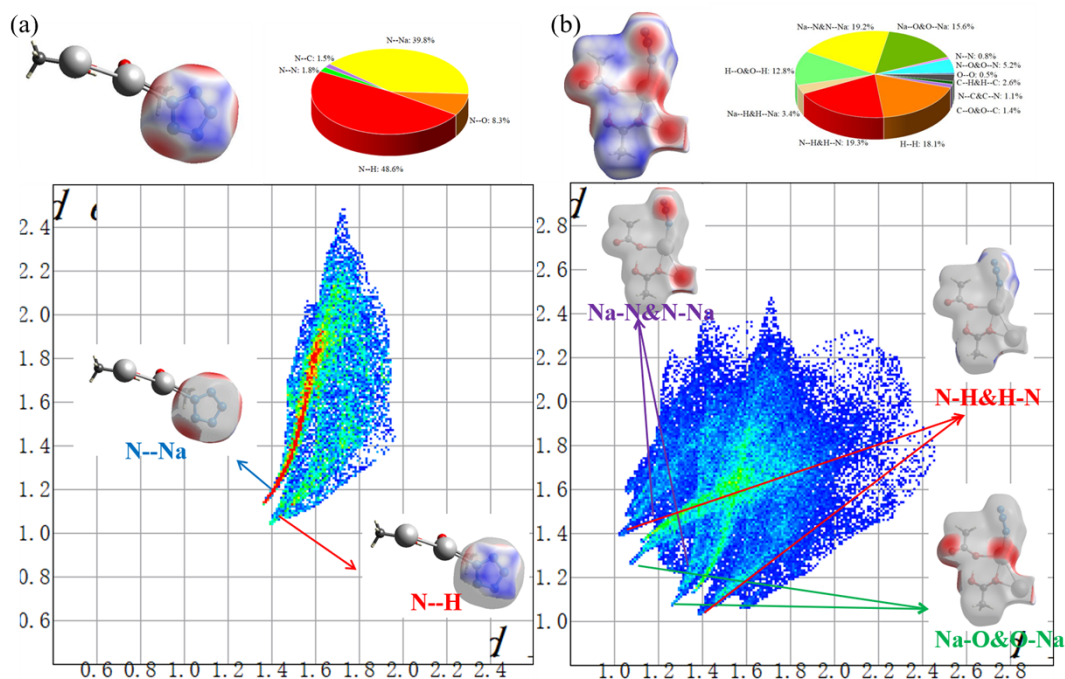 (a)
N--Na: 39.8%
N--C: 1.5%
N--N: 1.8%
N--O: 8.3%
N--H: 48.6%
(b)
Na--N&N--Na: 19.2%
Na--O&O--Na: 15.6%
N--N: 0.8%
N--O&O--N: 5.2%
O--O: 0.5%
C--H&H--C: 2.6%
N--C&C--N: 1.1%
C--O&O--C: 1.4%
H--O&O--H: 12.8%
Na--H&H--Na: 3.4%
N--H&H--N: 19.3%
H--H: 18.1%
d
2.4
2.2
2.0
1.8
1.6
1.4
1.2
1.0
0.8
0.6
N--Na
N--H
d
0.6 0.8 1.0 1.2 1.4 1.6 1.8 2.0 2.2 2.4
d
2.8
2.6
2.4
2.2
2.0
1.8
1.6
1.4
1.2
1.0
Na-N&N-Na
N-H&H-N
Na-O&O-Na
1.0 1.2 1.4 1.6 1.8 2.0 2.2 2.4 2.6 2.8